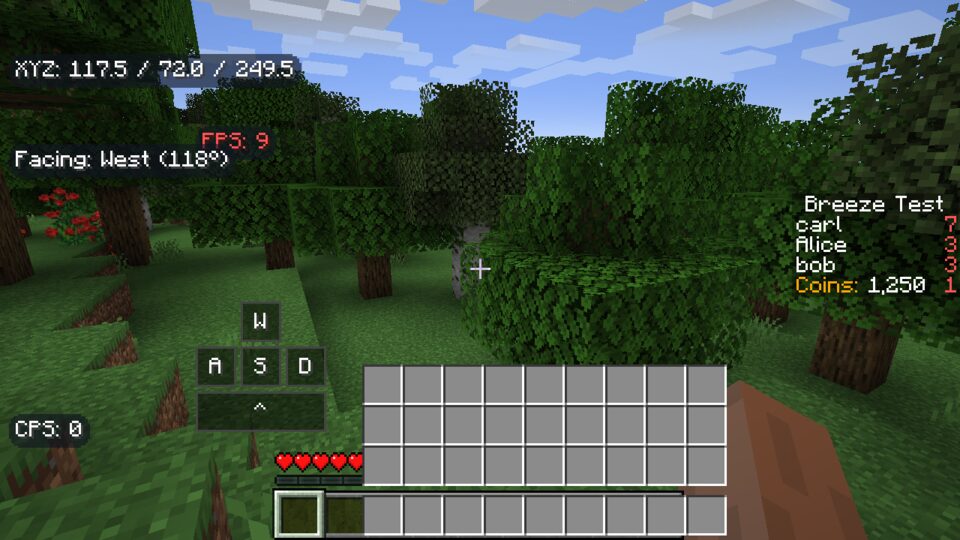 XYZ: 117.5 / 72.0 / 249.5
FPS: 9
Facing: West (118°)
Breeze Test
carl 7
Alice 3
bob 3
Coins: 1,250 1
W
A S D
^
CPS: 0